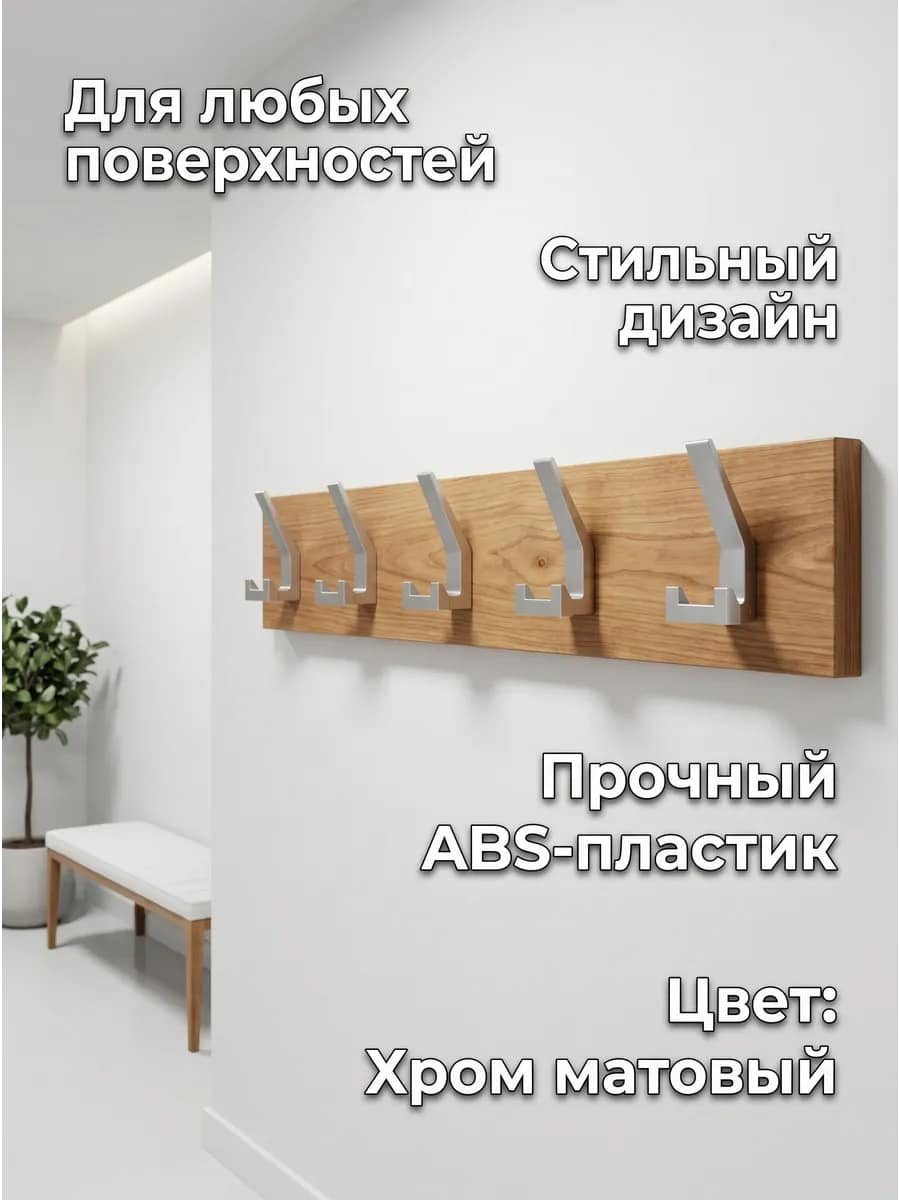 Для любых
поверхностей
Стильный
дизайн
Прочный
ABS-пластик
Цвет:
Хром матовый